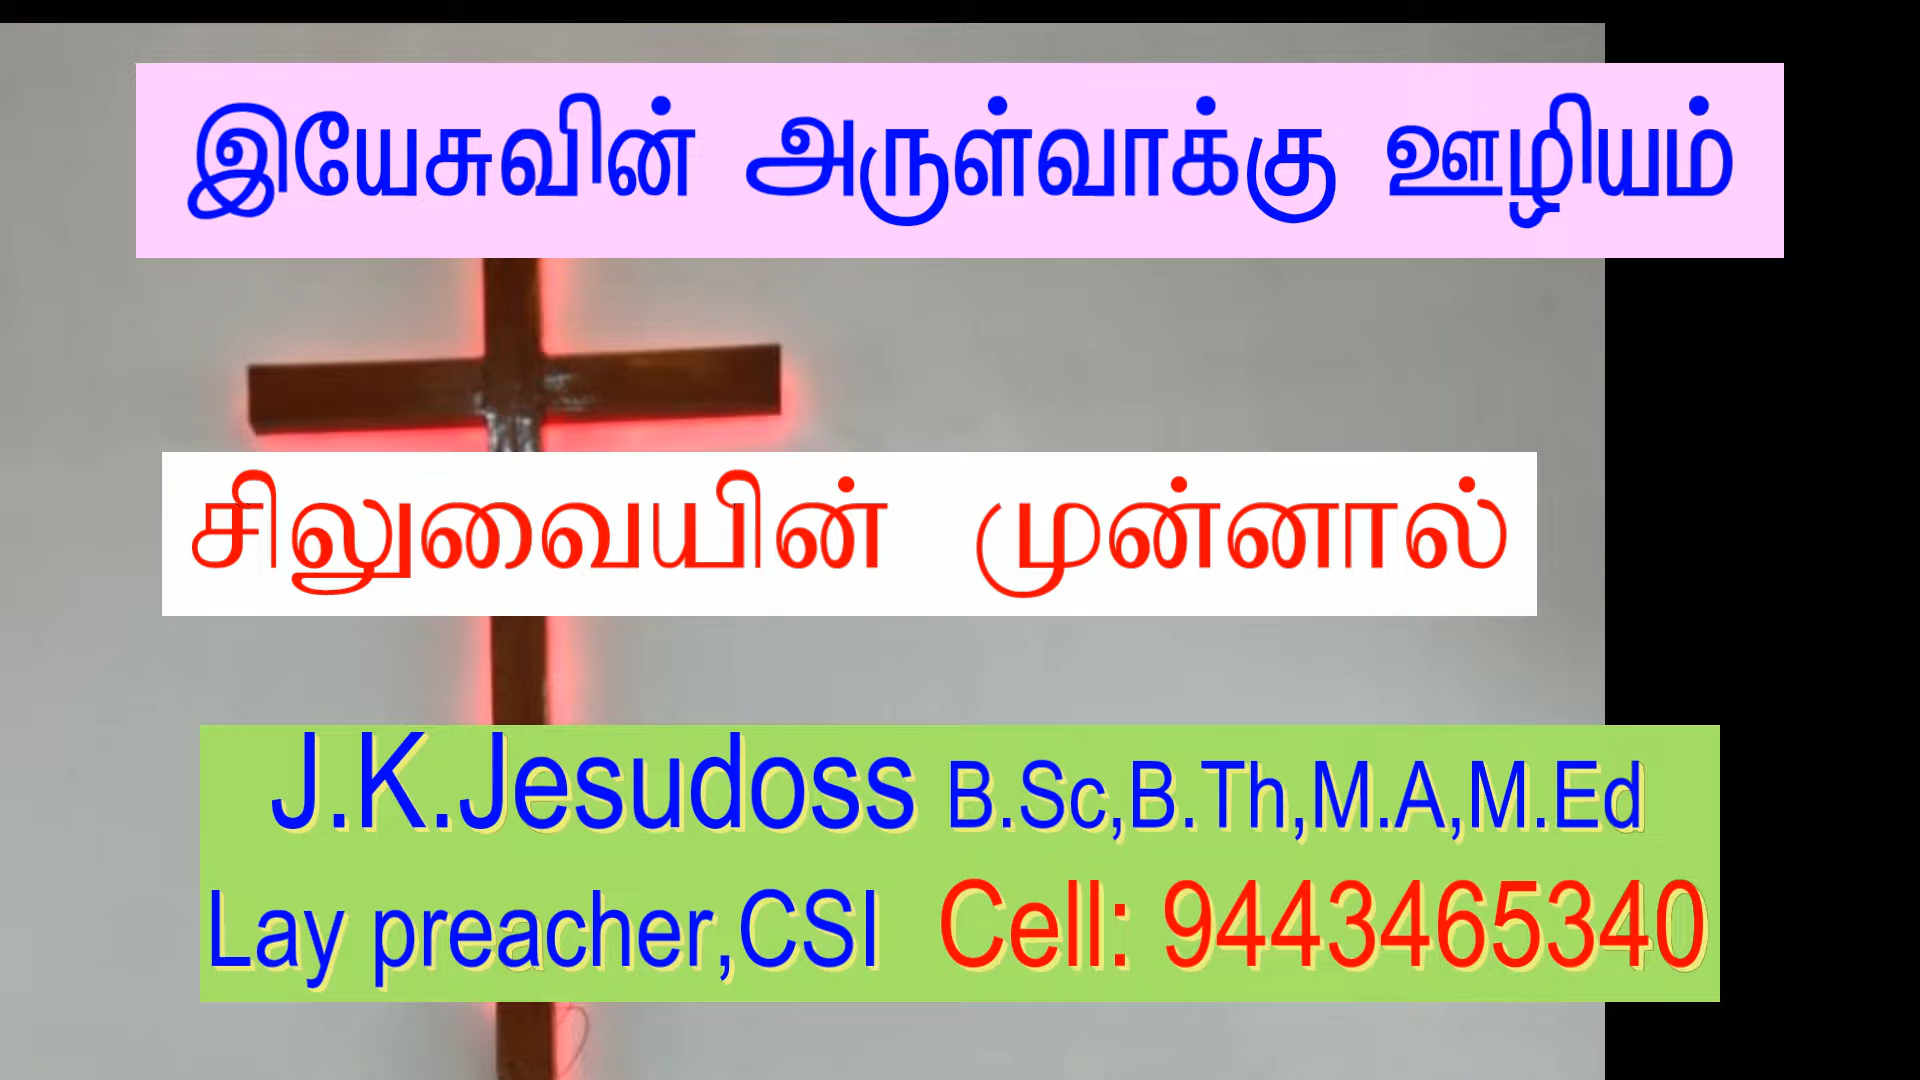 இயேசுவின் அருள்வாக்கு ஊழியம்
சிலுவையின் முன்னால்
J.K.Jesudoss B.Sc,B.Th,M.A,M.Ed
Lay preacher,CSI Cell: 9443465340